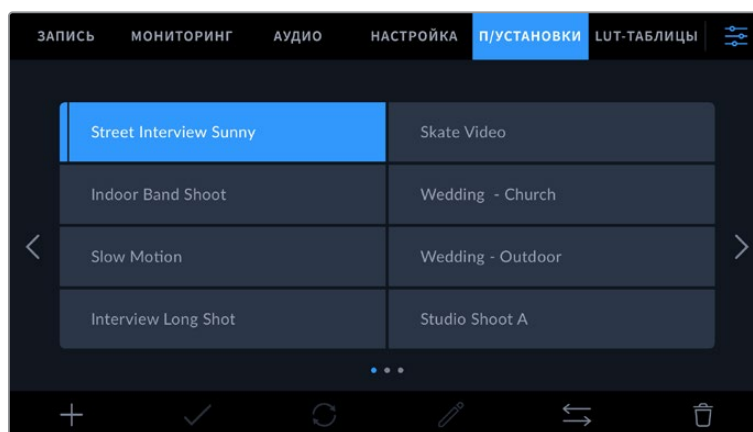 ЗАПИСЬ МОНИТОРИНГ АУДИО НАСТРОЙКА П/УСТАНОВКИ LUT-ТАБЛИЦЫ
Street Interview Sunny Skate Video
Indoor Band Shoot Wedding - Church
Slow Motion Wedding - Outdoor
Interview Long Shot Studio Shoot A